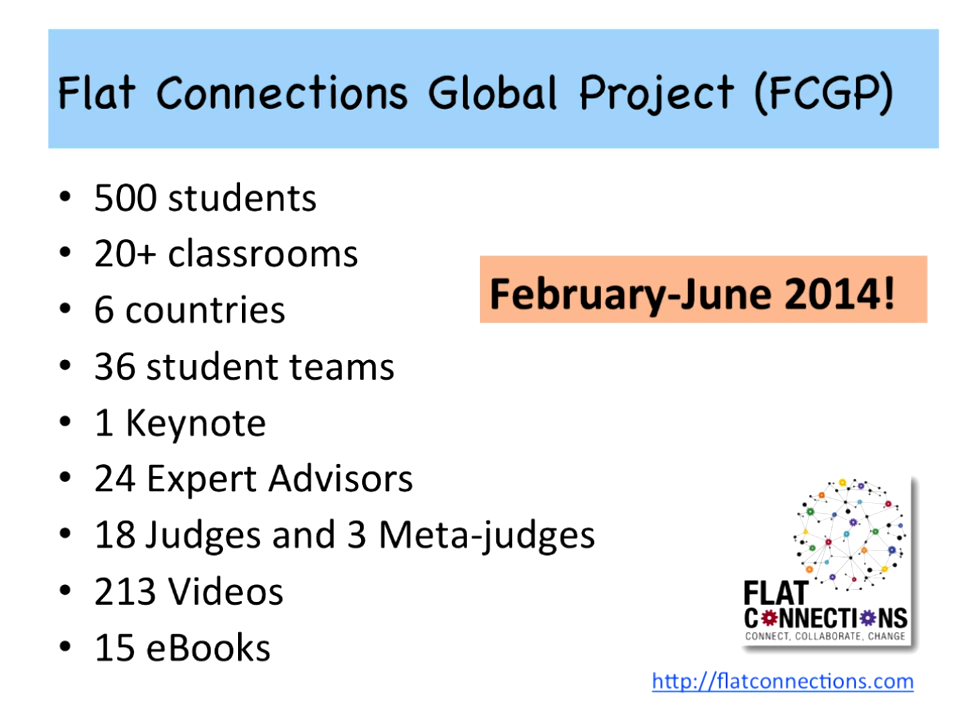 Flat Connections Global Project (FCGP)
• 500 students
• 20+ classrooms
• 6 countries
• 36 student teams
• 1 Keynote
• 24 Expert Advisors
• 18 Judges and 3 Meta-judges
• 213 Videos
• 15 eBooks
February-June 2014!
FLAT
CONNECTIONS
CONNECT, COLLABORATE, CHANGE
http://flatconnections.com